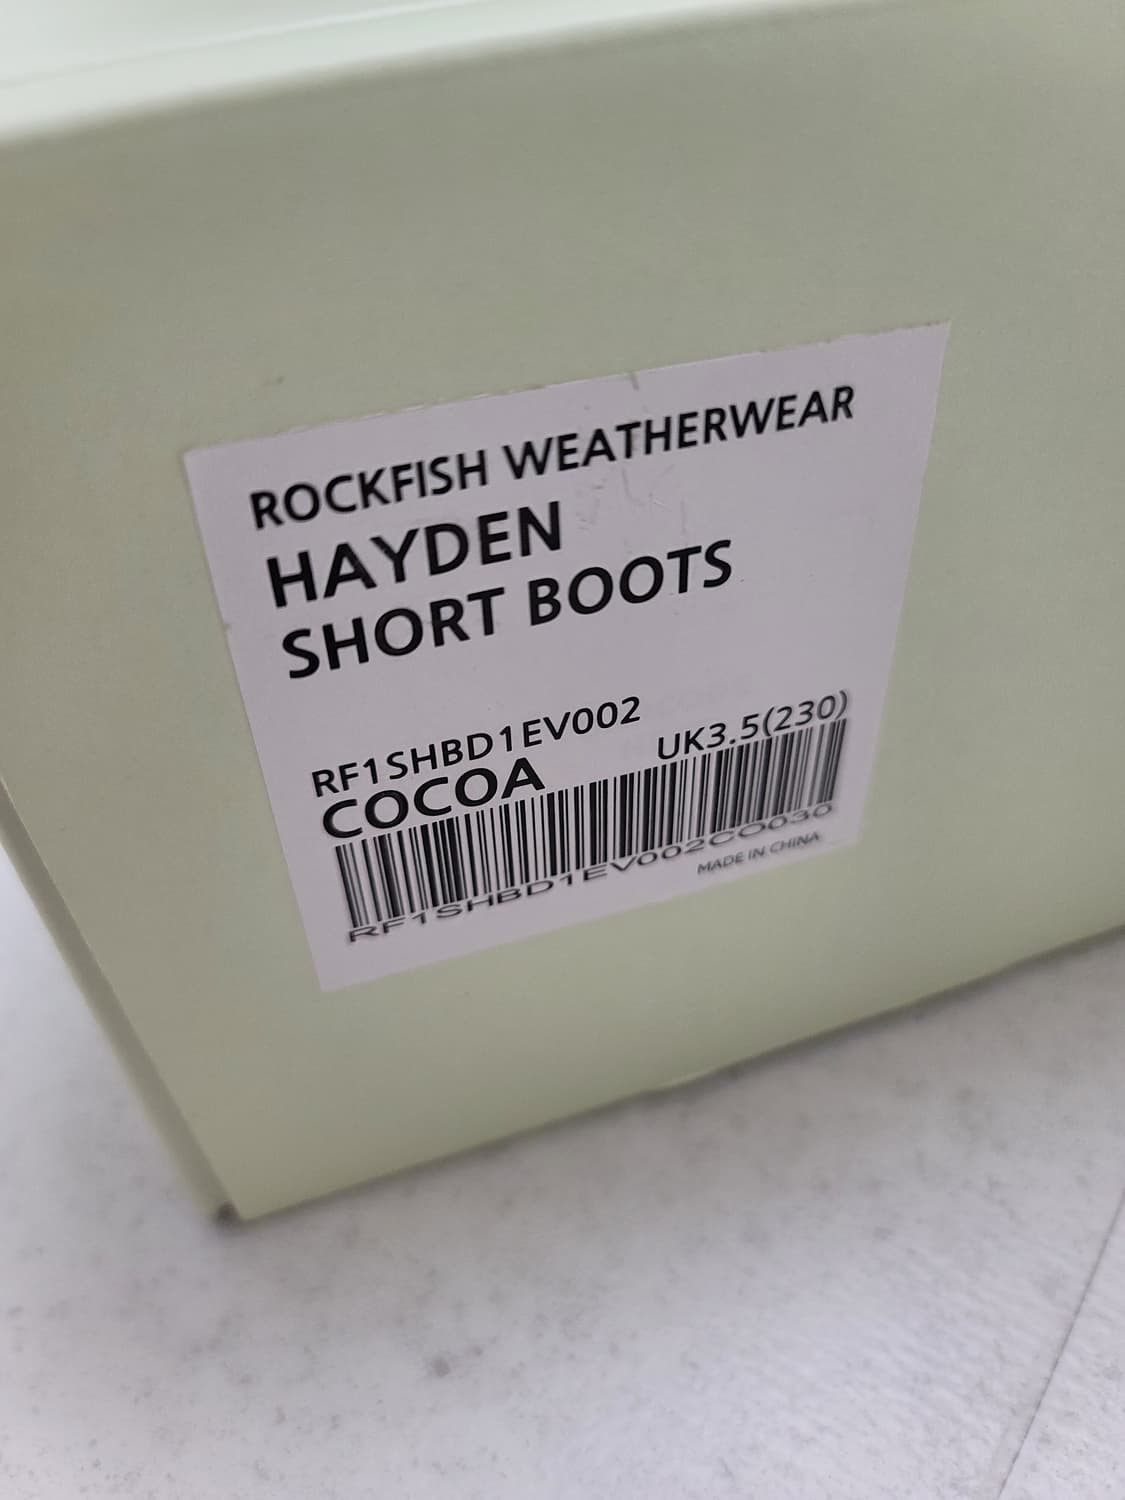 ROCKFISH WEATHERWEAR
HAYDEN
SHORT BOOTS
RF1SHBD1EV002
COCOA UK3.5(230)
RF1SHBD1EV002CO030
MADE IN CHINA